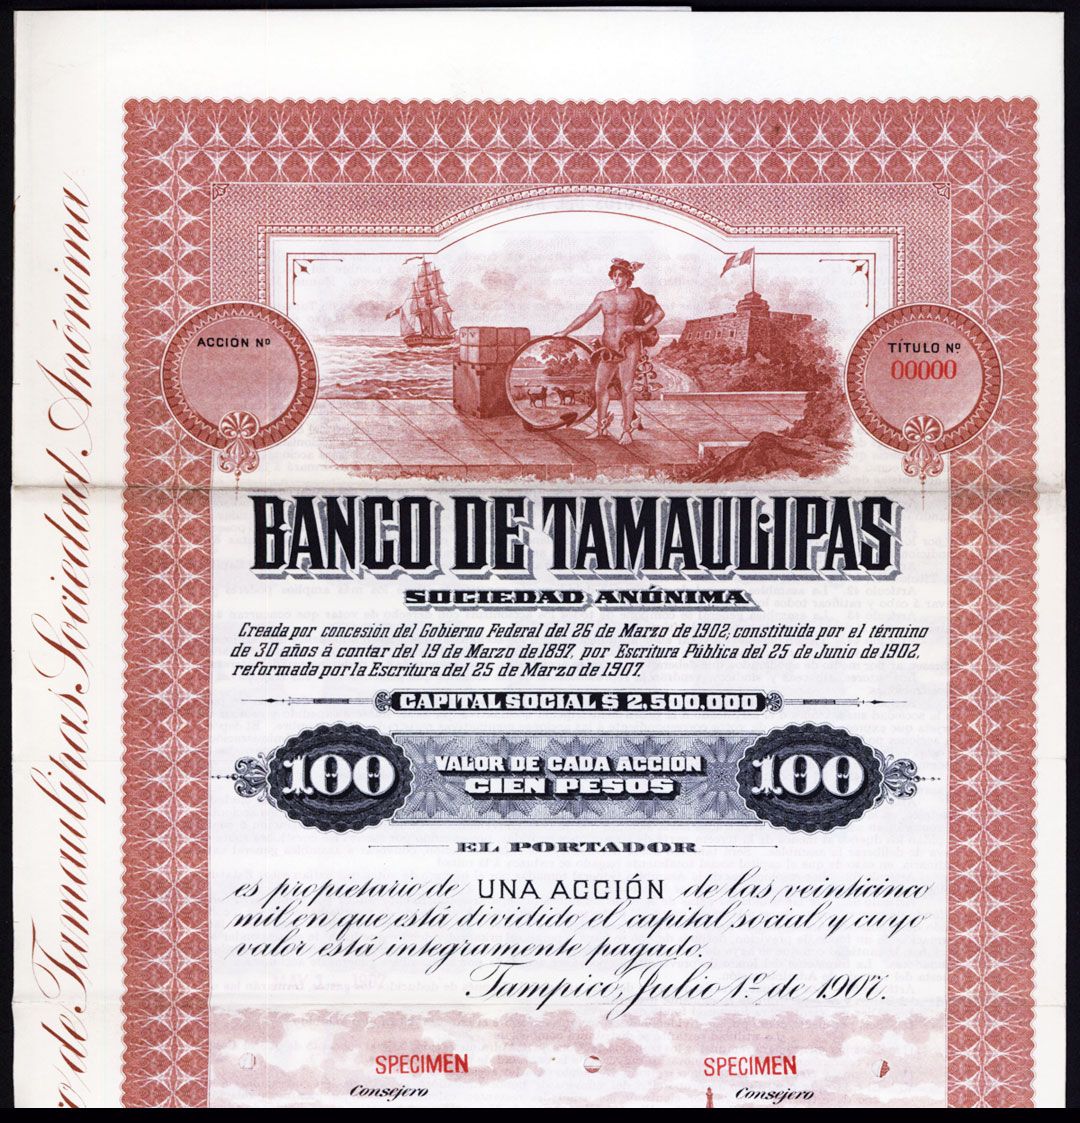 ACCIÓN Nº
TÍTULO Nº
00000
BANCO DE TAMAULIPAS
SOCIEDAD ANÓNIMA
Creada por concesión del Gobierno Federal del 26 de Marzo de 1902, constituida por el término
de 30 años á contar del 19 de Marzo de 1897, por Escritura Pública del 25 de Junio de 1902,
reformada por la Escritura del 25 de Marzo de 1907.
CAPITAL SOCIAL $ 2,500,000
100 VALOR DE CADA ACCIÓN 100
CIEN PESOS
EL PORTADOR
es propietario de UNA ACCIÓN de las veinticinco
mil en que está dividido el capital social y cuyo
valor está integramente pagado.
Tampico, Julio 1º de 1907.
SPECIMEN SPECIMEN
Consejero Consejero
de Tamaulipas Sociedad Anónima